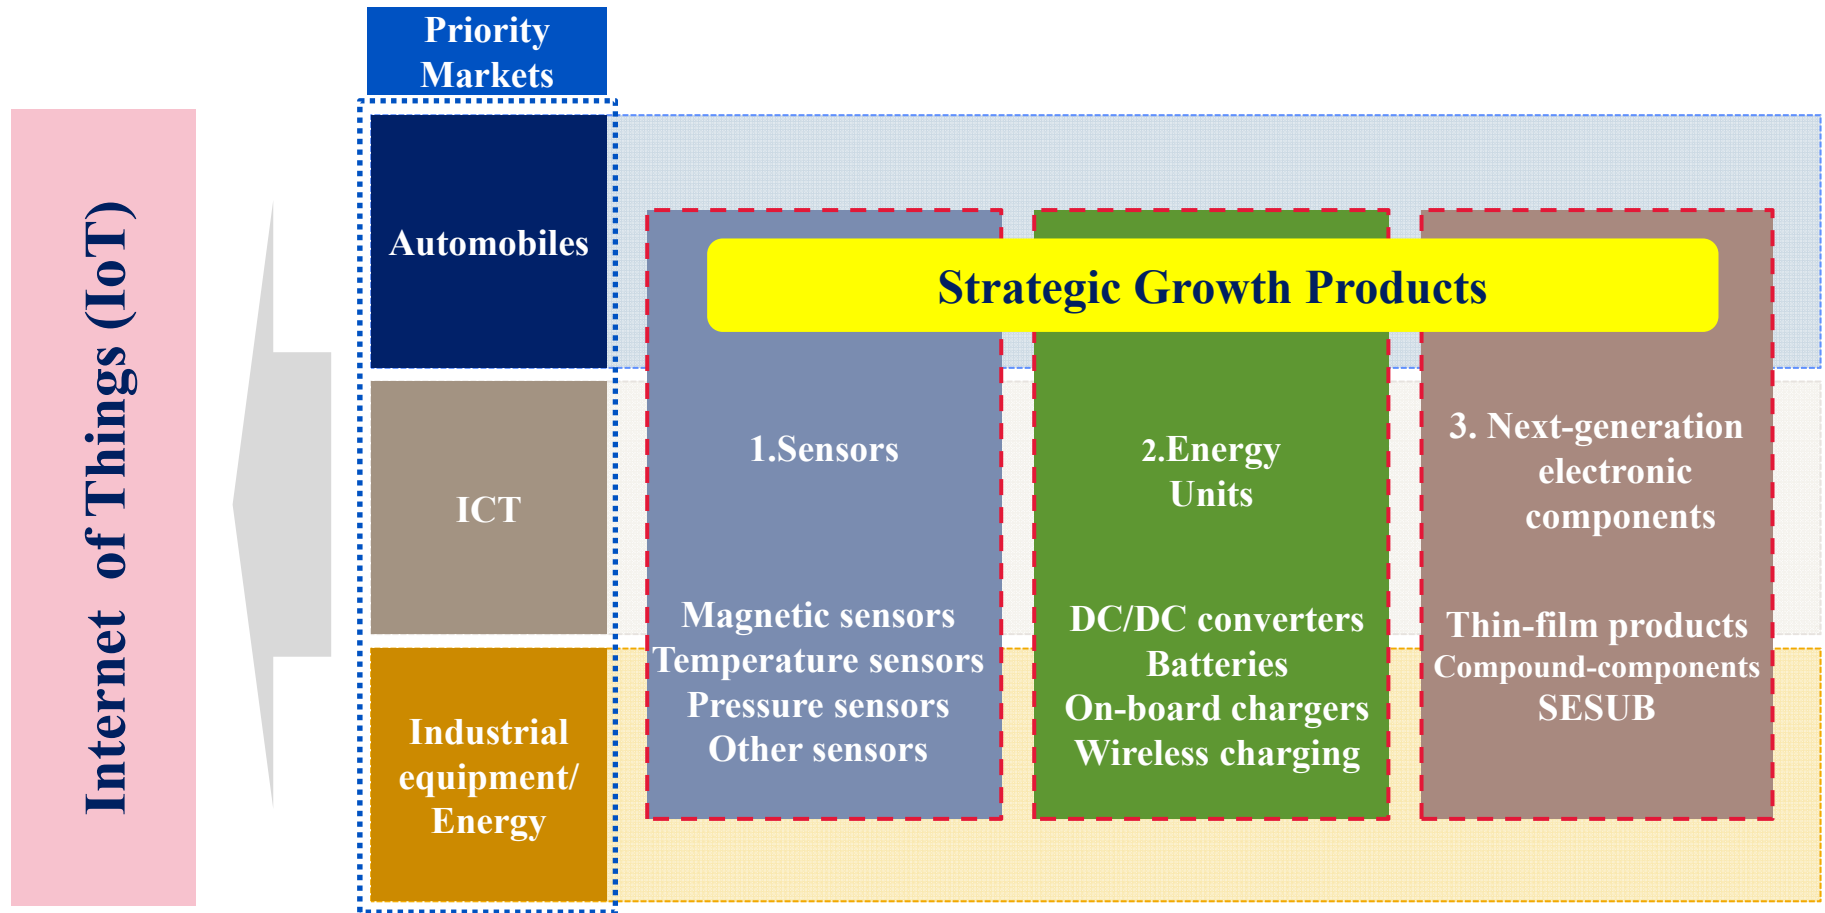 Priority
Markets
Internet of Things (IoT)
Automobiles
ICT
Industrial
equipment/
Energy
Strategic Growth Products
1.Sensors
Magnetic sensors
Temperature sensors
Pressure sensors
Other sensors
2.Energy
Units
DC/DC converters
Batteries
On-board chargers
Wireless charging
3. Next-generation
electronic
components
Thin-film products
Compound-components
SESUB